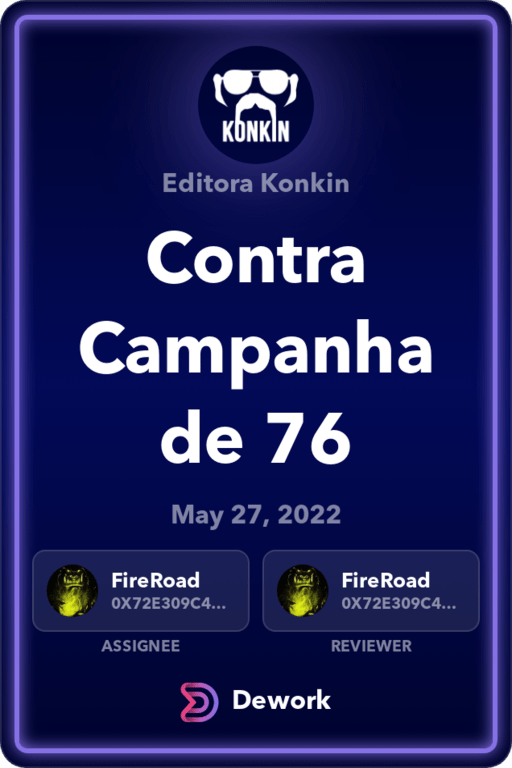 KONKIN
Editora Konkin
Contra
Campanha
de 76
May 27, 2022
FireRoad
0X72E309C4...
ASSIGNEE
FireRoad
0X72E309C4...
REVIEWER
Dework